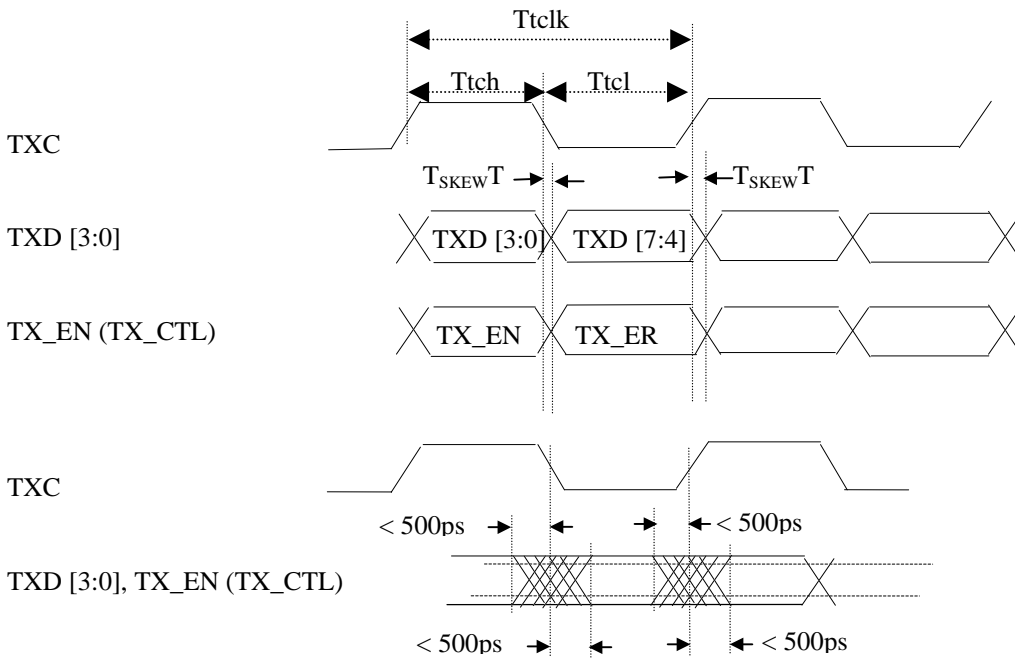 Ttclk
Ttch Ttcl
TXC
TSKEWT TSKEWT
TXD [3:0] TXD [3:0] TXD [7:4]
TX_EN (TX_CTL) TX_EN TX_ER
TXC
< 500ps < 500ps
TXD [3:0], TX_EN (TX_CTL)
< 500ps < 500ps